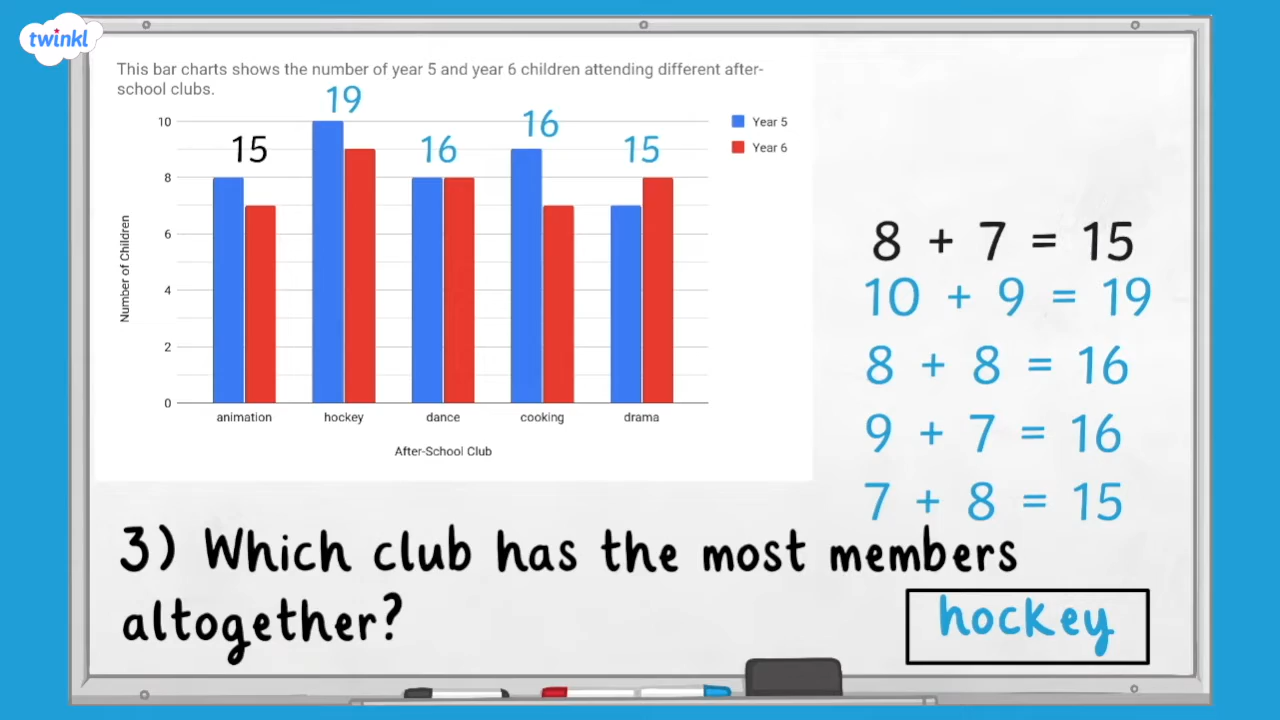 twinkl
This bar charts shows the number of year 5 and year 6 children attending different after-
school clubs.
19
16
15
16
15
Year 5
Year 6
10
8
6
4
2
0
Number of Children
animation
hockey
dance
cooking
drama
After-School Club
8 + 7 = 15
10 + 9 = 19
8 + 8 = 16
9 + 7 = 16
7 + 8 = 15
3) Which club has the most members
altogether?
hockey